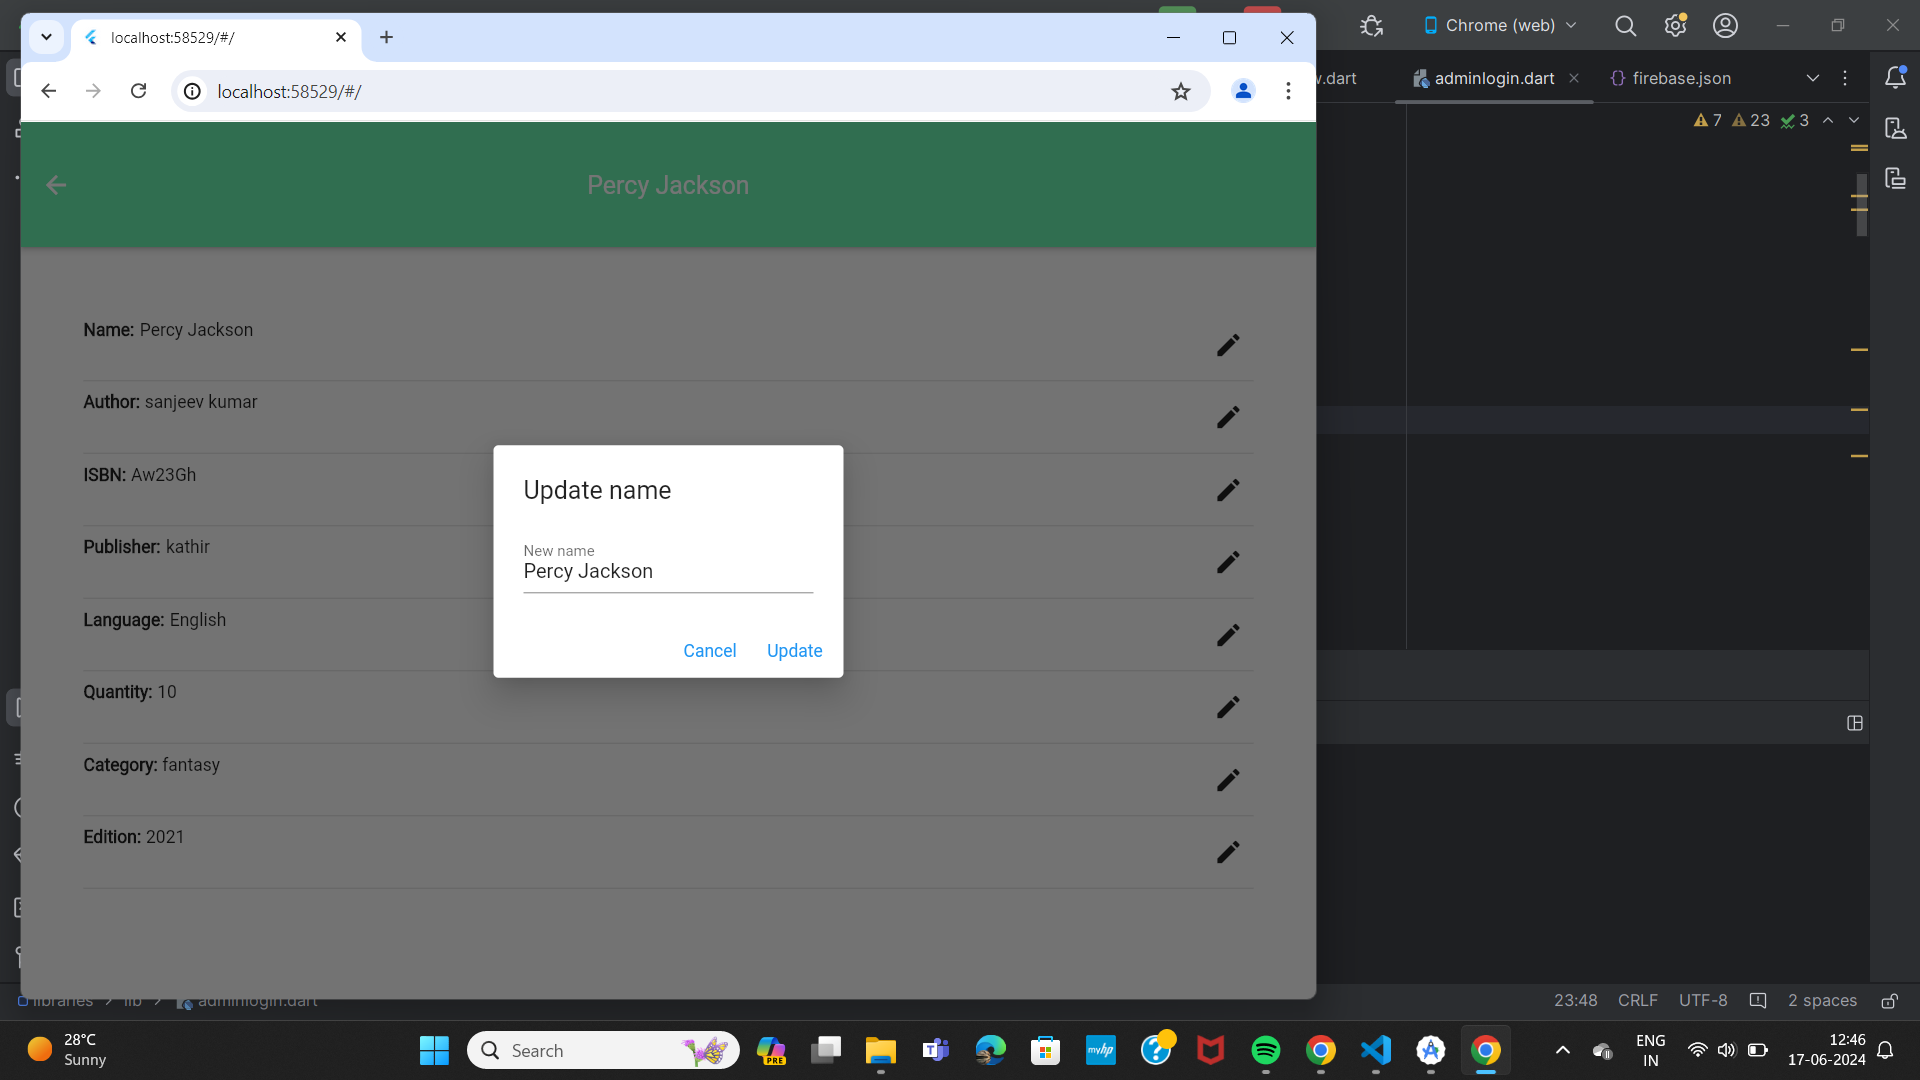 localhost:58529/#/
Chrome (web)
localhost:58529/#/
.dart
adminlogin.dart
firebase.json
7 23 3
Percy Jackson
Name: Percy Jackson
Author: sanjeev kumar
ISBN: Aw23Gh
Publisher: kathir
Language: English
Quantity: 10
Category: fantasy
Edition: 2021
Update name
New name
Percy Jackson
Cancel Update
libraries > lib > adminlogin.dart
23:48 CRLF UTF-8 2 spaces
28°C
Sunny
Search
PRE
myhp
ENG
IN
12:46
17-06-2024